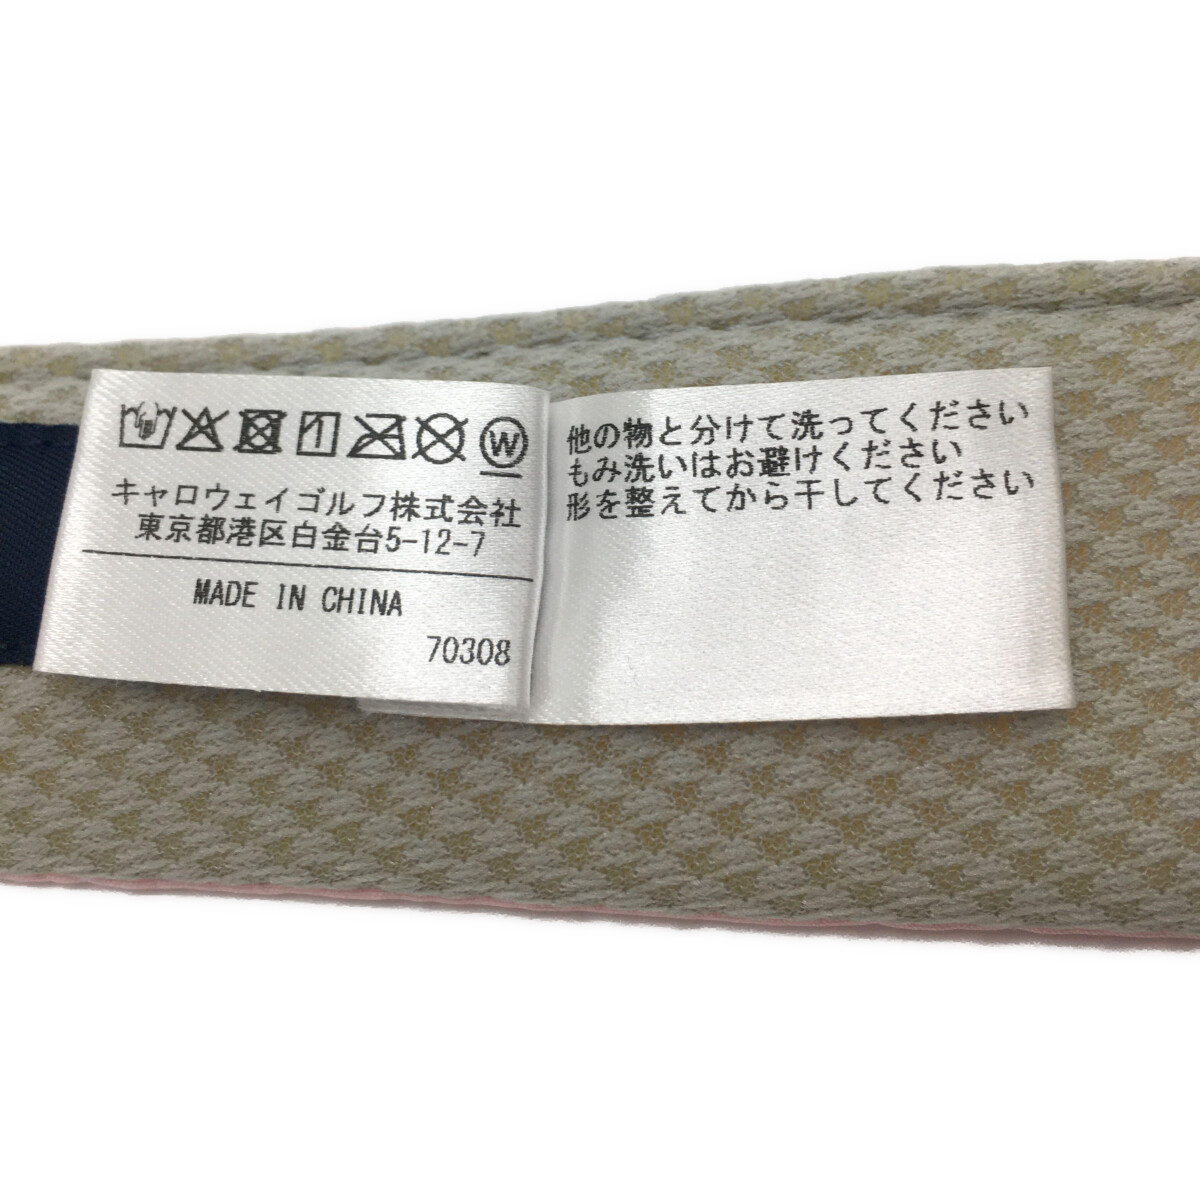 W
キャロウェイゴルフ株式会社
東京都港区白金台5-12-7
MADE IN CHINA
70308
他の物と分けて洗ってください
もみ洗いはお避けください
形を整えてから干してください